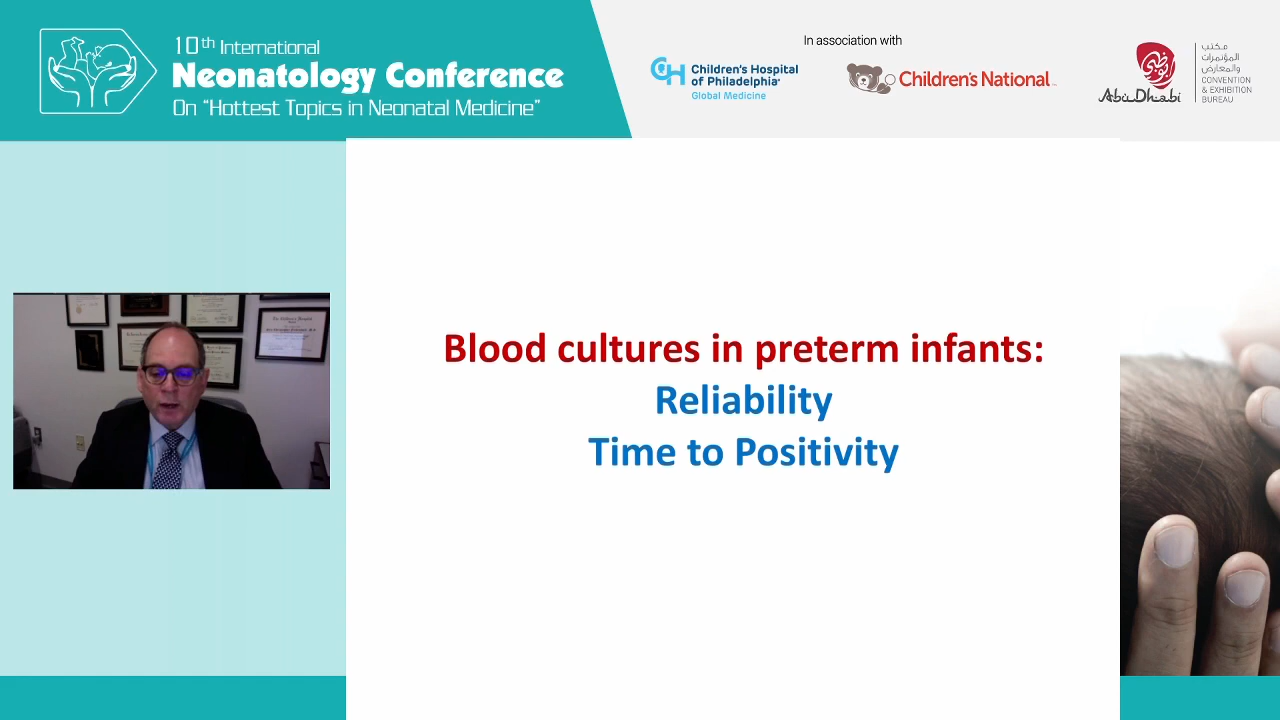 10th International
Neonatology Conference
On "Hottest Topics in Neonatal Medicine"
In association with
CH Children's Hospital
of Philadelphia
Global Medicine
Children's National
أبوظبي
Abu Dhabi
مكتب
المؤتمرات
والمعارض
CONVENTION
& EXHIBITION
BUREAU
Blood cultures in preterm infants:
Reliability
Time to Positivity